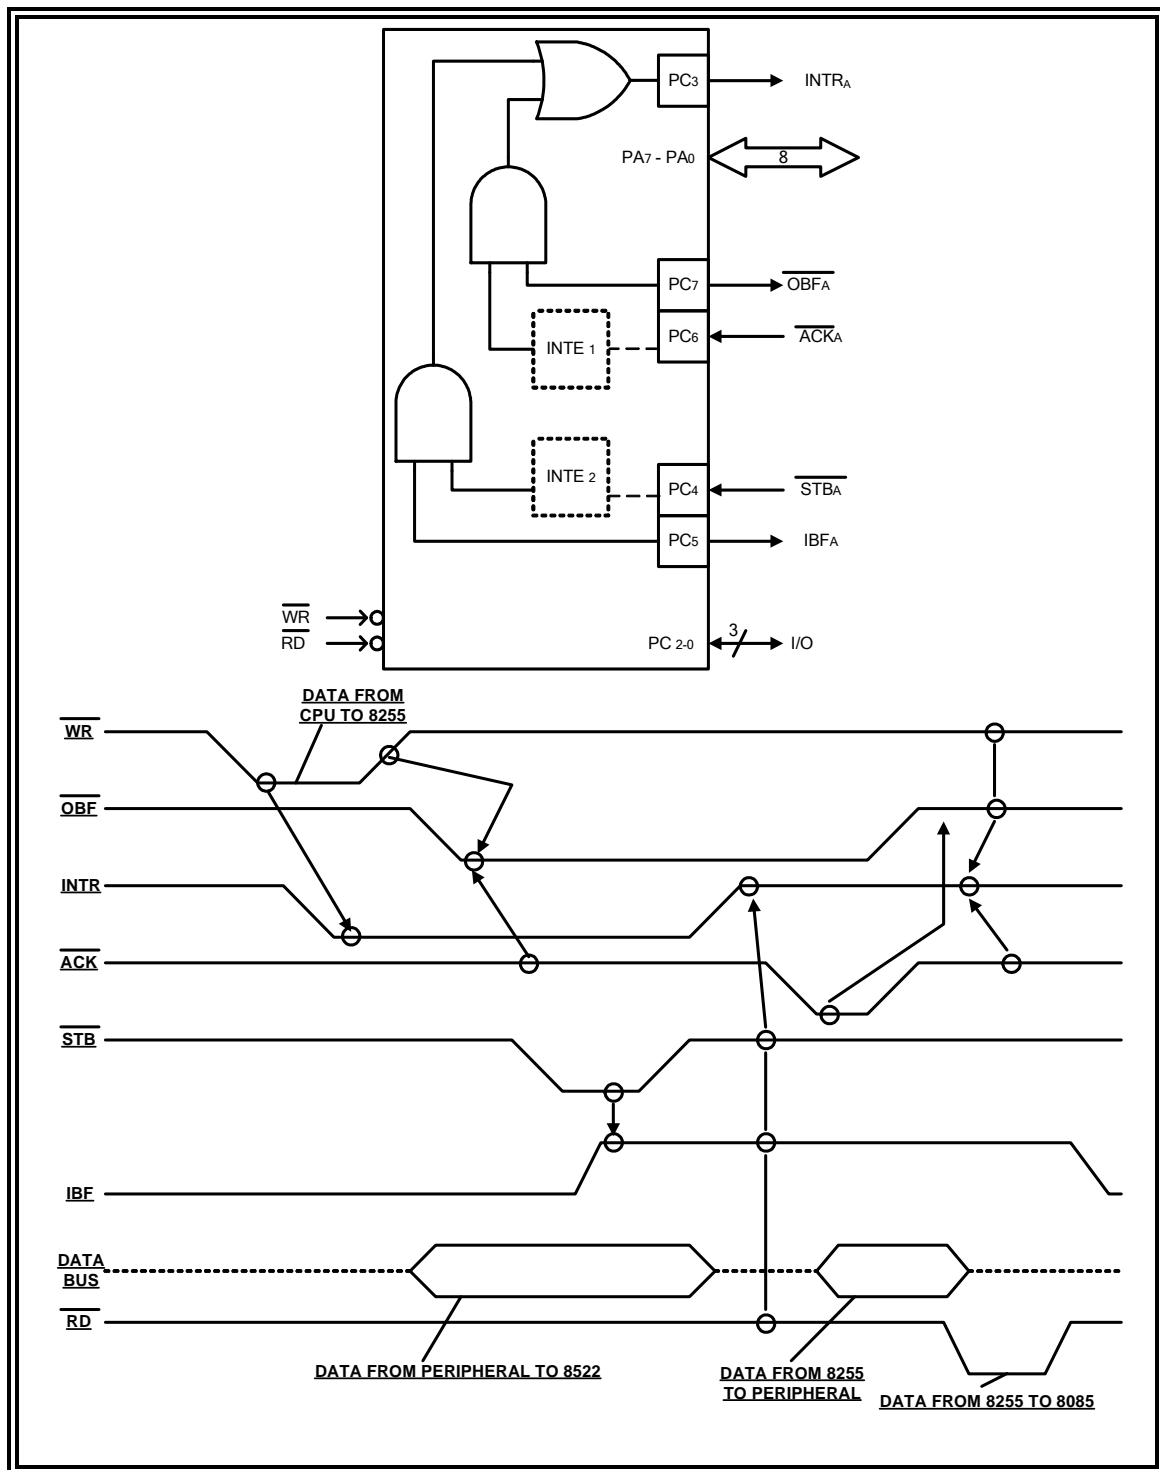 PC3
INTRA
PA7 - PA0
8
PC7
OBFA
INTE 1
PC6
ACKA
INTE 2
PC4
STBA
PC5
IBFA
WR
RD
PC 2-0
3
I/O
DATA FROM
CPU TO 8255
WR
OBF
INTR
ACK
STB
IBF
DATA
BUS
RD
DATA FROM PERIPHERAL TO 8522
DATA FROM 8255
TO PERIPHERAL
DATA FROM 8255 TO 8085